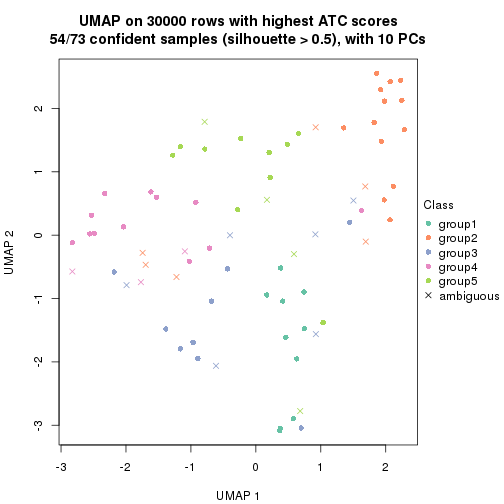 UMAP on 30000 rows with highest ATC scores
54/73 confident samples (silhouette > 0.5), with 10 PCs
2
1
0
-1
-2
-3
UMAP 2
-3
-2
-1
0
1
2
UMAP 1
Class
group1
group2
group3
group4
group5
ambiguous